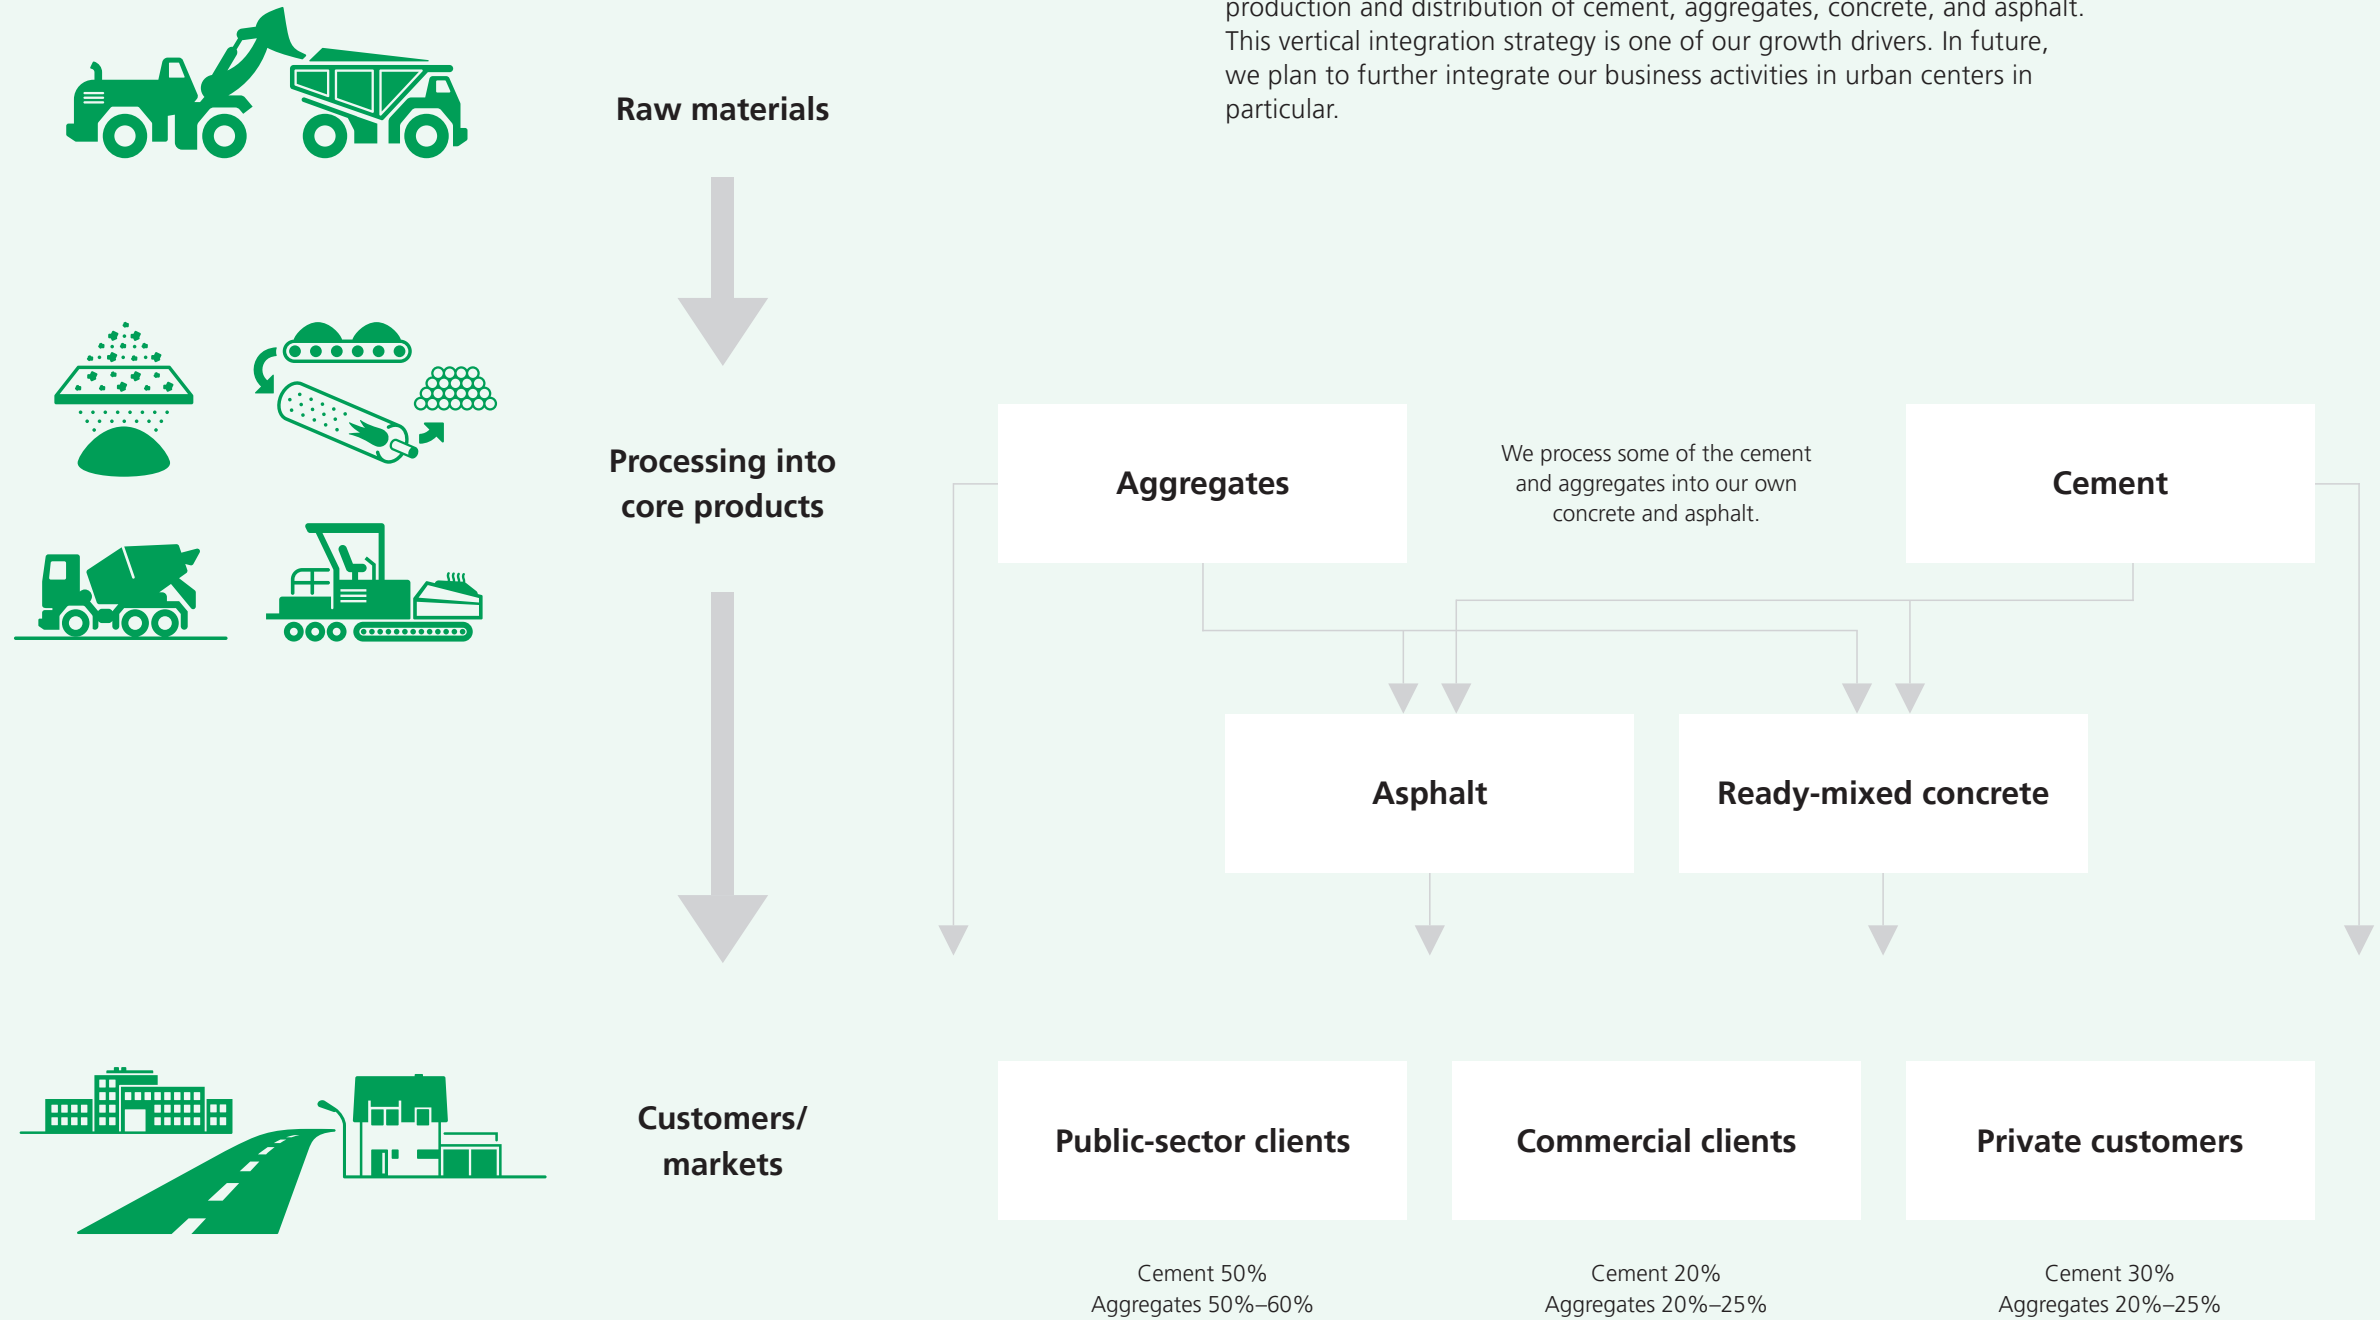 production and distribution of cement, aggregates, concrete, and asphalt.
This vertical integration strategy is one of our growth drivers. In future,
we plan to further integrate our business activities in urban centers in
particular.
Raw materials
Processing into
core products
Aggregates
We process some of the cement
and aggregates into our own
concrete and asphalt.
Cement
Asphalt
Ready-mixed concrete
Customers/
markets
Public-sector clients
Commercial clients
Private customers
Cement 50%
Aggregates 50%–60%
Cement 20%
Aggregates 20%–25%
Cement 30%
Aggregates 20%–25%